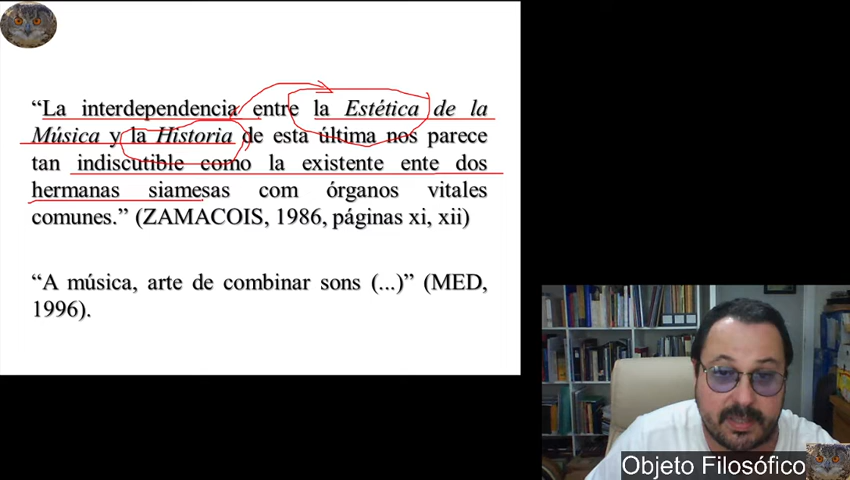 “La interdependencia entre la Estética de la
Música y la Historia de esta última nos parece
tan indiscutible como la existente ente dos
hermanas siamesas com órganos vitales
comunes.” (ZAMACOIS, 1986, páginas xi, xii)
“A música, arte de combinar sons (...)” (MED,
1996).
Objeto Filosófico